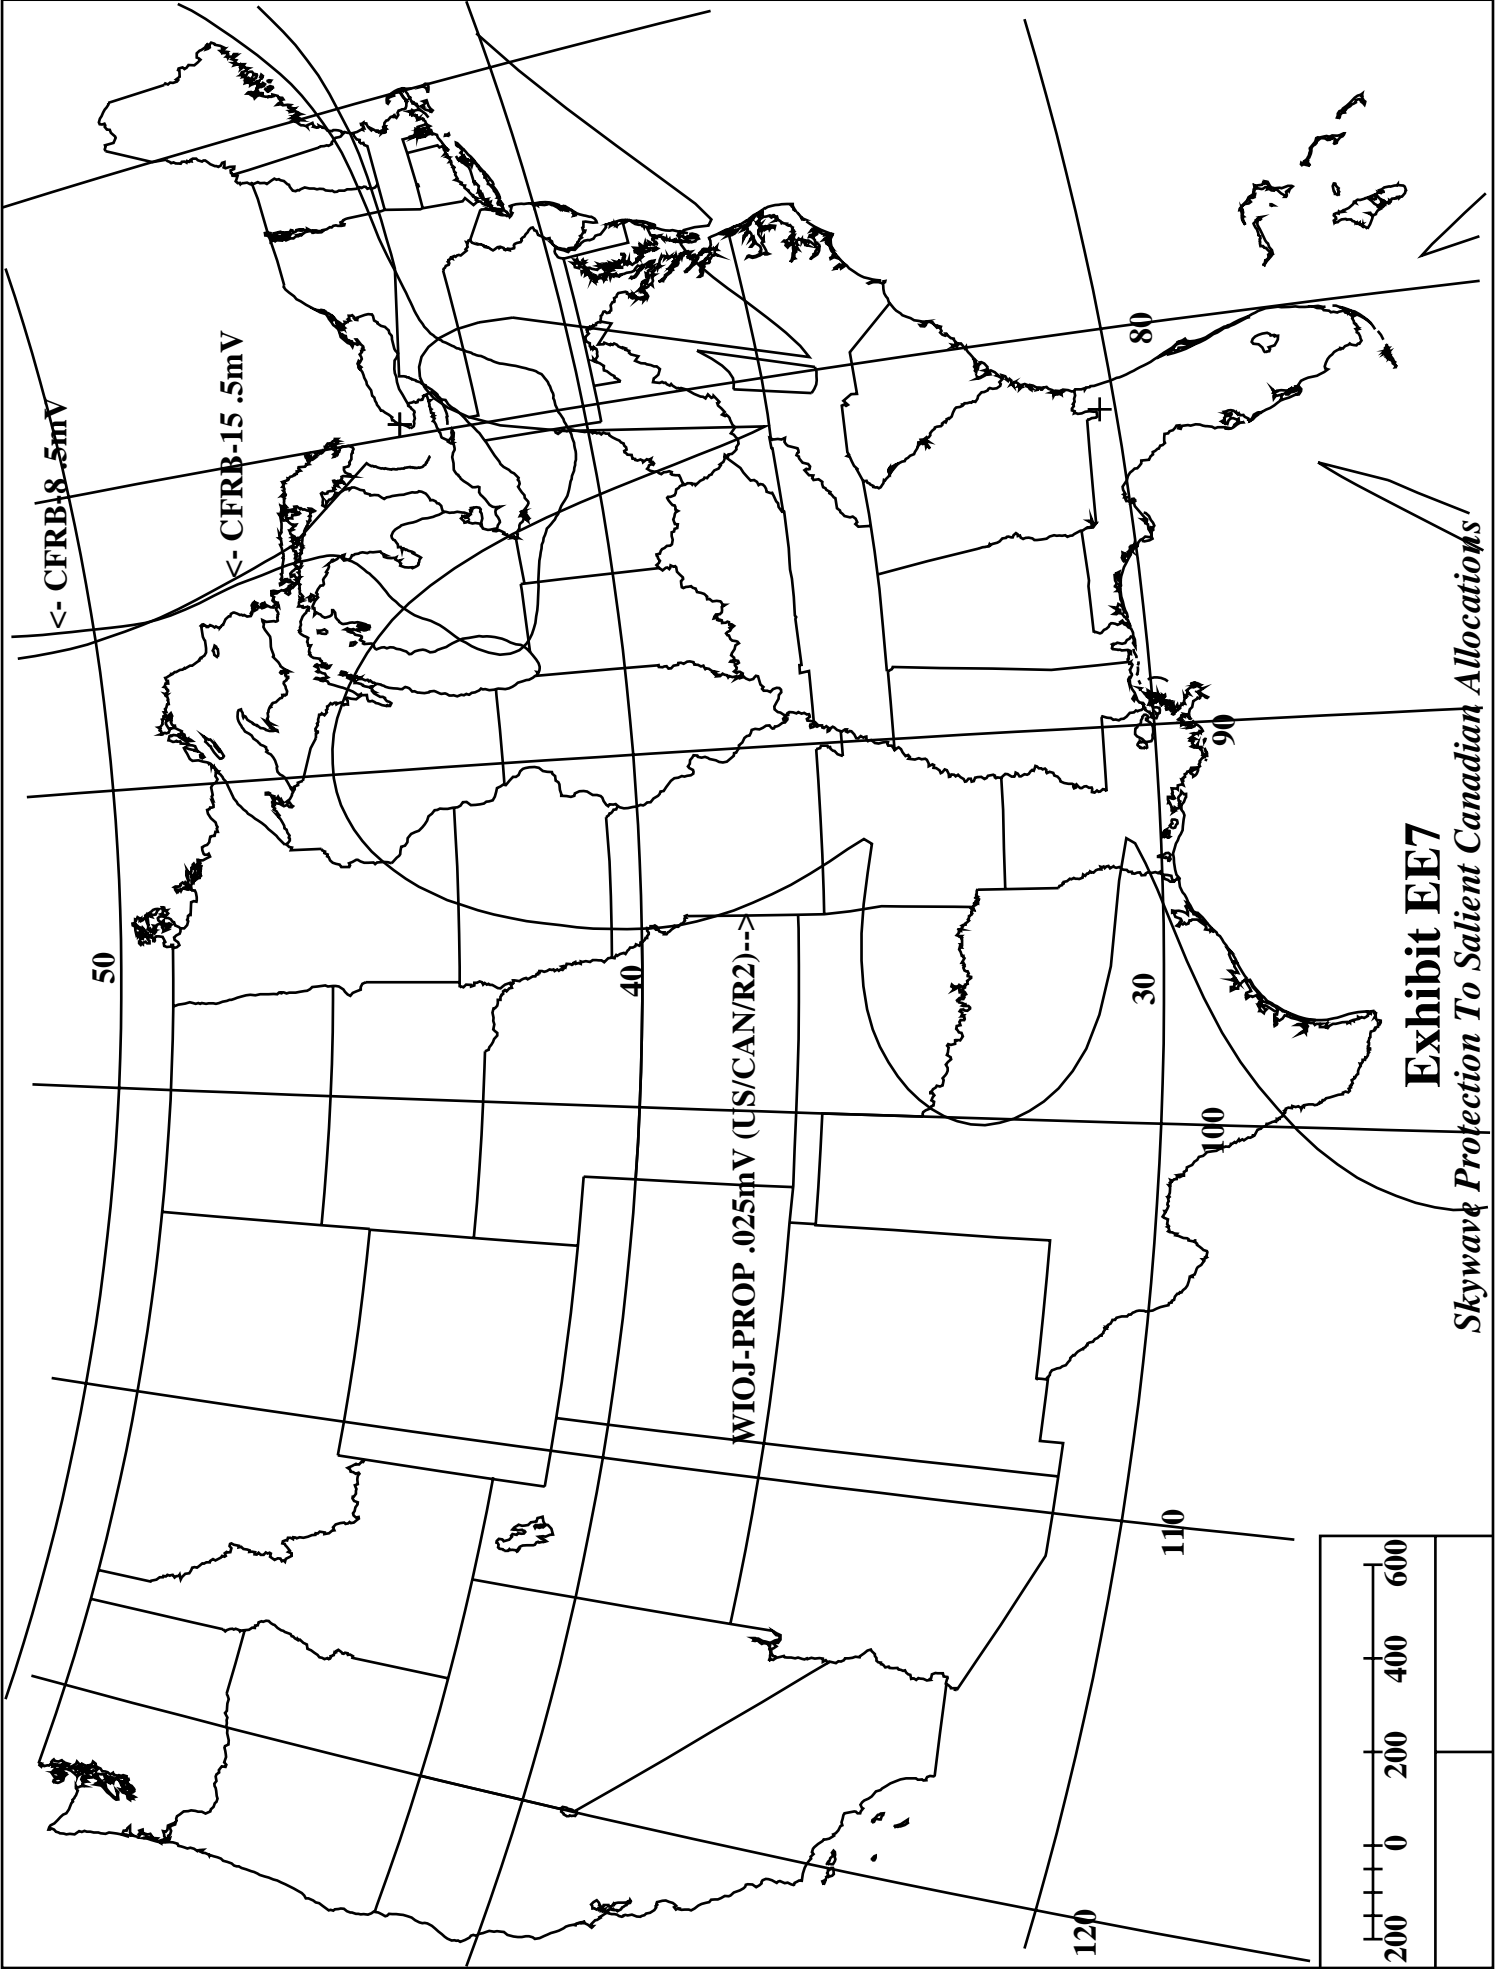 <- CFRB-8 .5mV
<- CFRB-15 .5mV
50
40
WIOJ-PROP .025mV (US/CAN/R2)-->
30
80
90
100
110
120
Exhibit EE7
Skywave Protection To Salient Canadian Allocations
200 0 200 400 600